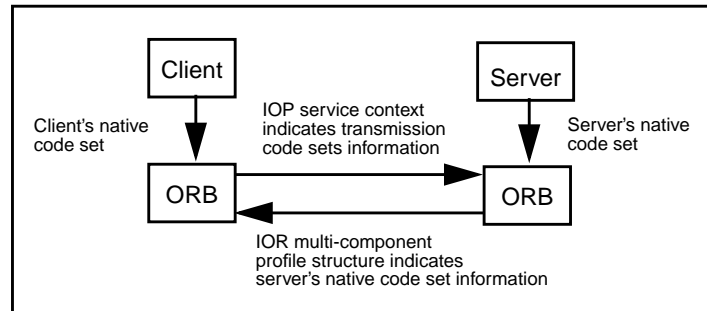 Client
Server
Client's native
code set
IOP service context
indicates transmission
code sets information
Server's native
code set
ORB
ORB
IOR multi-component
profile structure indicates
server's native code set information